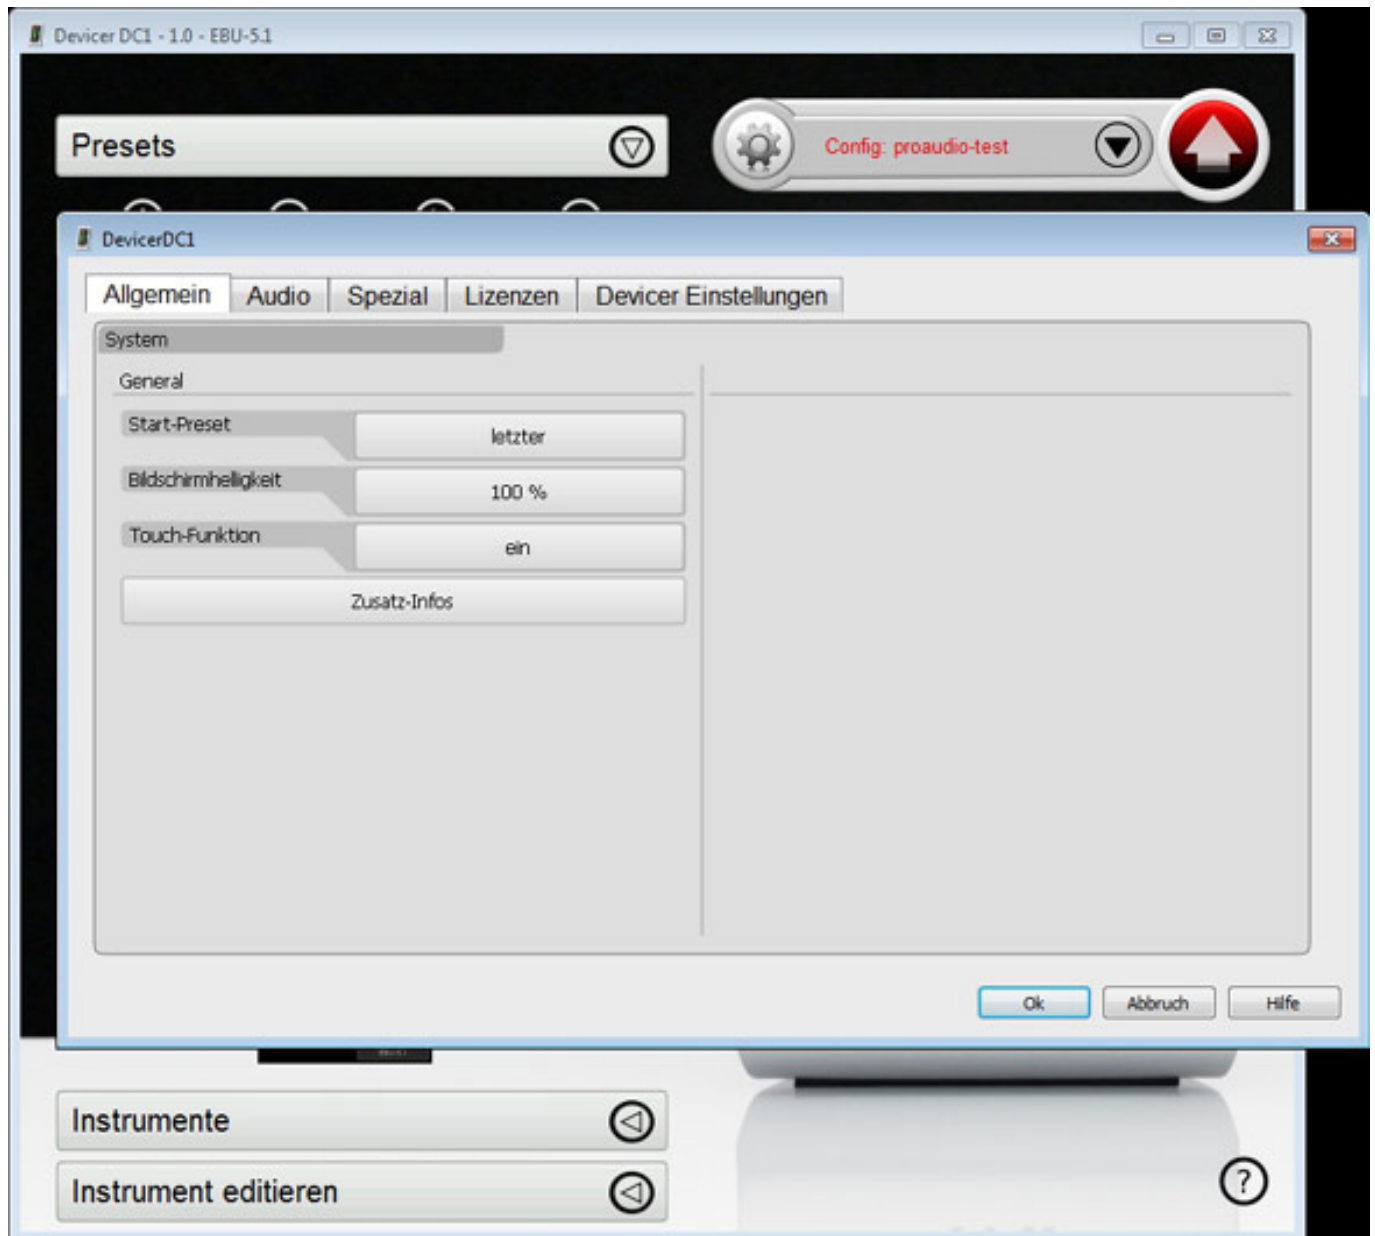 Devicer DC1 - 1.0 - EBU-5.1
Presets
Config: proaudio-test
DevicerDC1
Allgemein Audio Spezial Lizenzen Devicer Einstellungen
System
General
Start-Preset letzter
Bildschirmhelligkeit 100 %
Touch-Funktion ein
Zusatz-Infos
Ok Abbruch Hilfe
Instrumente
Instrument editieren
?